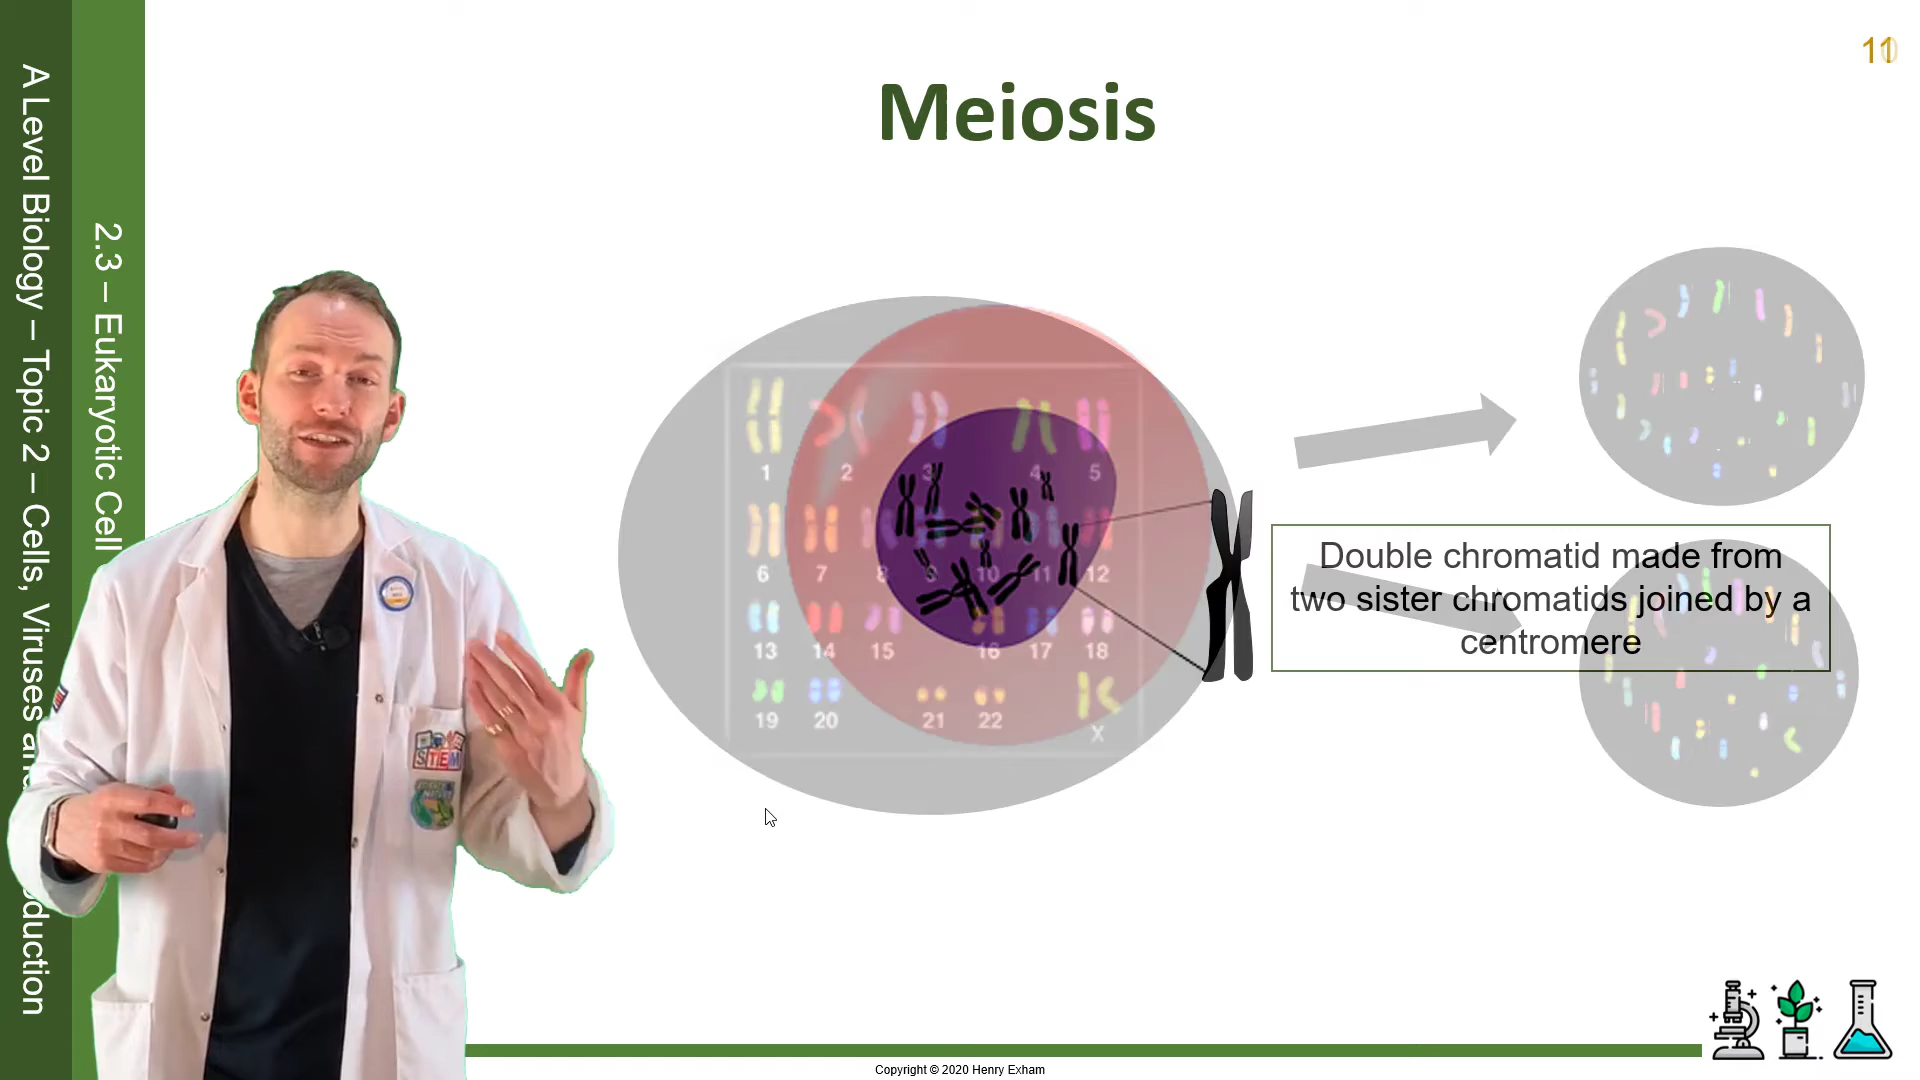 A Level Biology – Topic 2 – Cells, Viruses and
2.3 – Eukaryotic Cell
11
Meiosis
1 2 3 4 5
6 7 8 9 10 11 12
13 14 15 16 17 18
19 20 21 22 X
Double chromatid made from
two sister chromatids joined by a
centromere
STEM
Copyright © 2020 Henry Exham